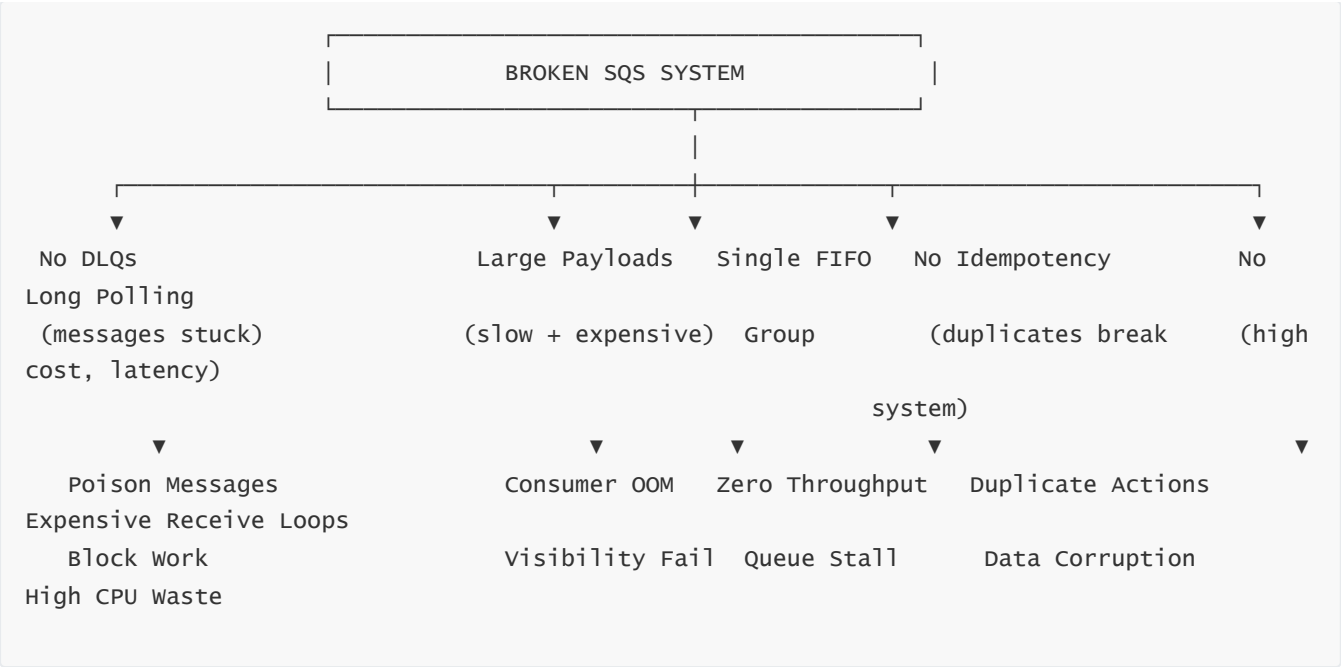 BROKEN SQS SYSTEM
No DLQs Large Payloads Single FIFO No Idempotency No
Long Polling
(messages stuck) (slow + expensive) Group (duplicates break (high
cost, latency)
system)
Poison Messages Consumer OOM Zero Throughput Duplicate Actions
Expensive Receive Loops
Block Work Visibility Fail Queue Stall Data Corruption
High CPU Waste